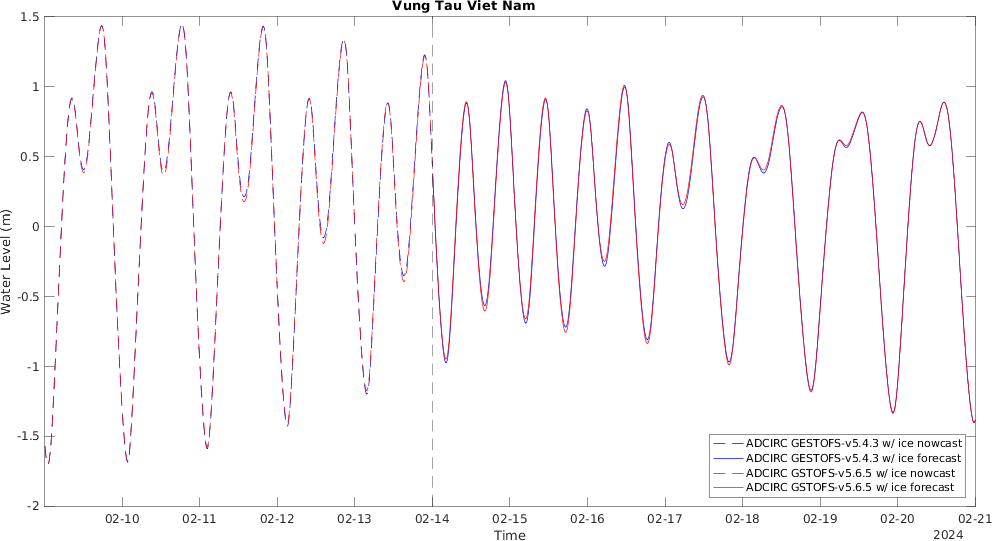 Vung Tau Viet Nam
1.5
1
0.5
0
-0.5
-1
-1.5
-2
Water Level (m)
ADCIRC GESTOFS-v5.4.3 w/ ice nowcast
ADCIRC GESTOFS-v5.4.3 w/ ice forecast
ADCIRC GSTOFS-v5.6.5 w/ ice nowcast
ADCIRC GSTOFS-v5.6.5 w/ ice forecast
02-10 02-11 02-12 02-13 02-14 02-15 02-16 02-17 02-18 02-19 02-20 02-21
Time
2024